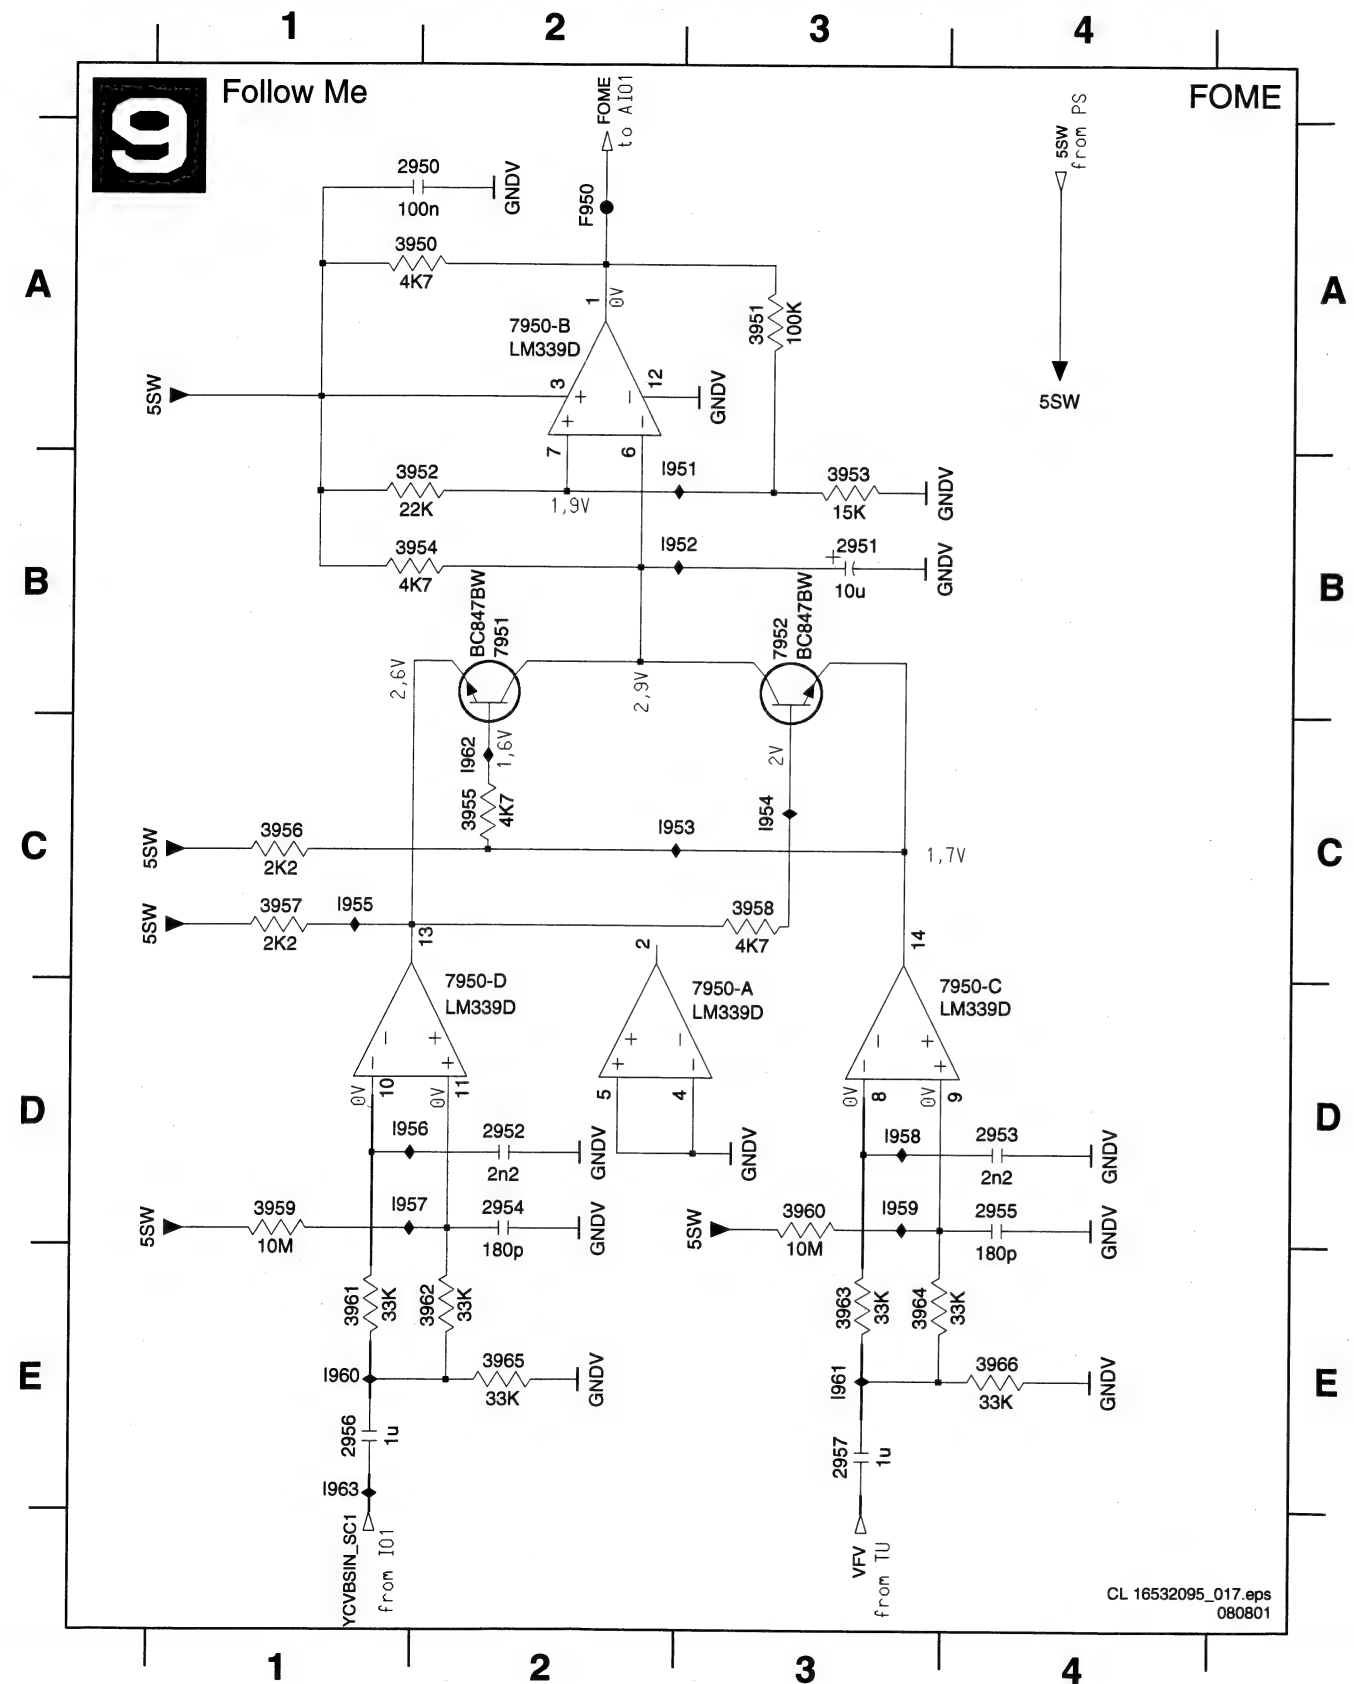 1 2 3 4
9
Follow Me
FOME
FOME
to AIO1
5SW
from PS
2950
100n
GNDV
F950
3950
4K7
A
A
1
0V
3951
100K
7950-B
LM339D
5SW
3
12
+
−
GNDV
+
−
5SW
7
6
3952
22K
1,9V
I951
3953
15K
GNDV
3954
4K7
I952
+
2951
10u
GNDV
B
B
BC847BW
7951
7952
BC847BW
2,6V
2,9V
I962
1,6V
2V
3955
4K7
I954
5SW
3956
2K2
I953
1,7V
C
C
5SW
3957
2K2
I955
13
3958
4K7
2
14
7950-D
LM339D
7950-A
LM339D
7950-C
LM339D
− +
+ −
− +
− +
+ −
− +
0V
10
0V
11
5
4
0V
8
0V
9
D
D
I956
2952
2n2
GNDV
GNDV
I958
2953
2n2
GNDV
5SW
3959
10M
I957
2954
180p
GNDV
5SW
3960
10M
I959
2955
180p
GNDV
3961
33K
3962
33K
3963
33K
3964
33K
E
E
I960
3965
33K
GNDV
I961
3966
33K
GNDV
2956
1u
2957
1u
I963
YCVBSIN_SC1
from IO1
VFV
from TU
CL 16532095_017.eps
080801
1 2 3 4